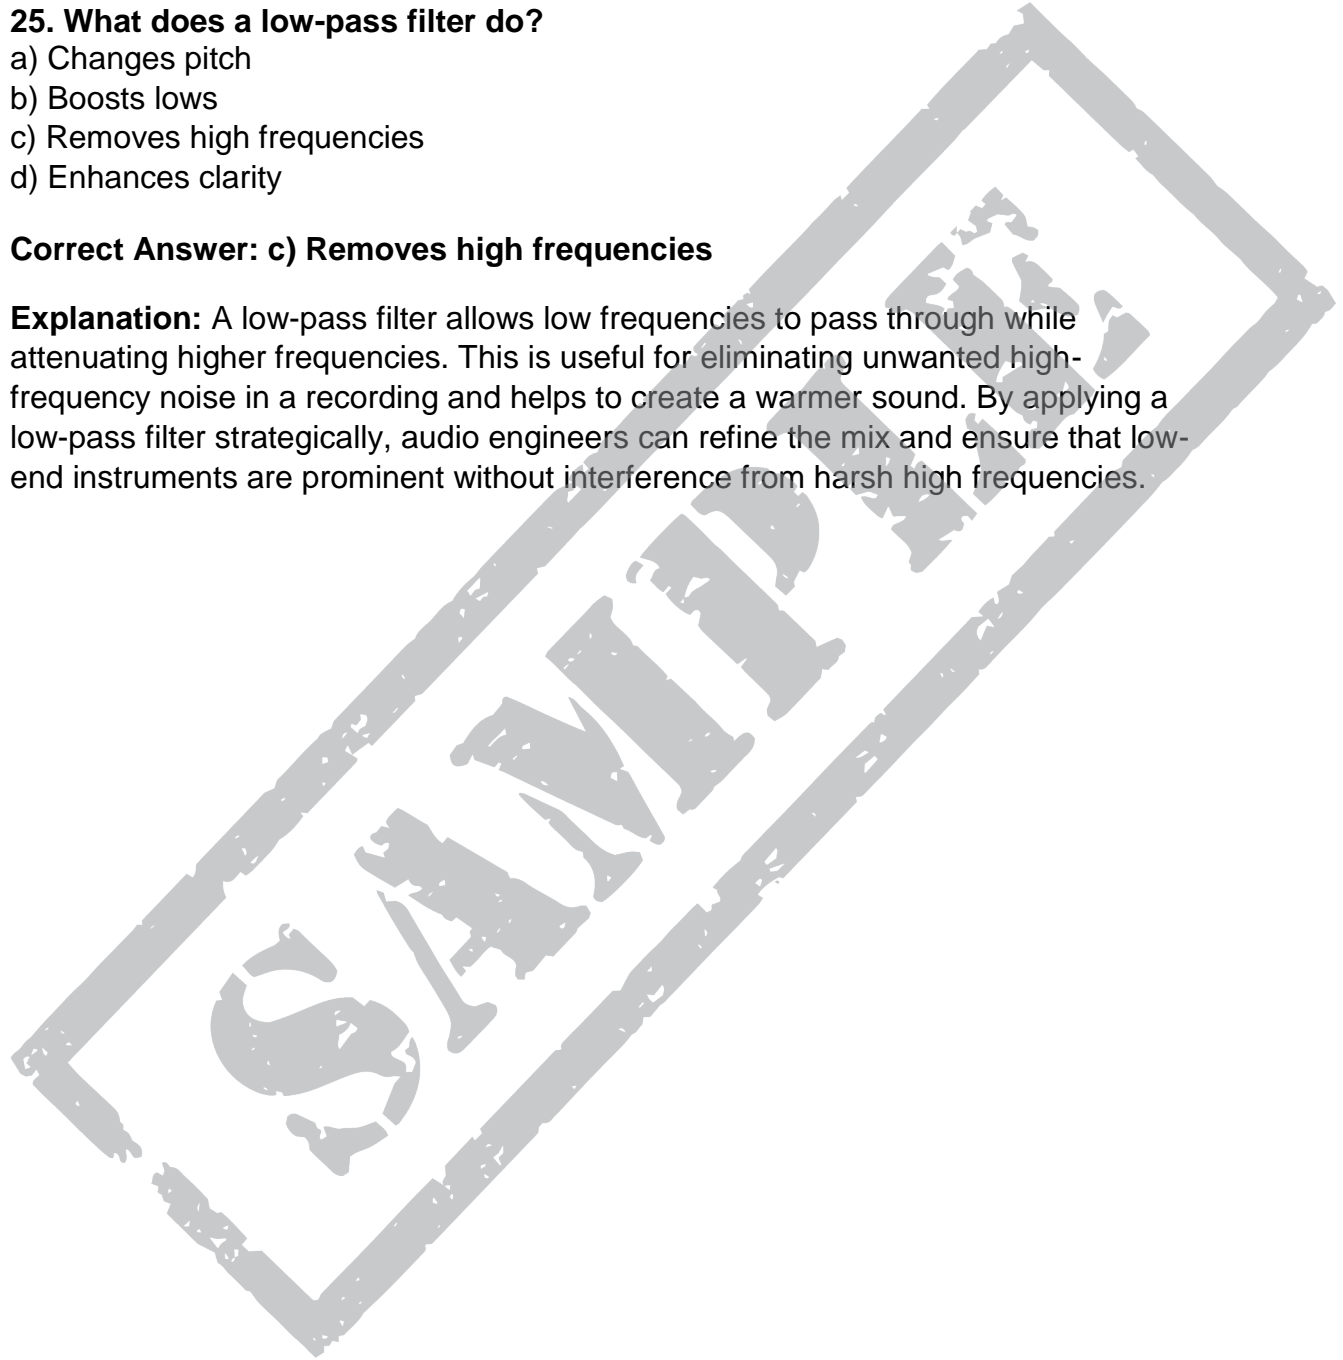 25. What does a low-pass filter do?
a) Changes pitch
b) Boosts lows
c) Removes high frequencies
d) Enhances clarity
Correct Answer: c) Removes high frequencies
Explanation: A low-pass filter allows low frequencies to pass through while
attenuating higher frequencies. This is useful for eliminating unwanted high-
frequency noise in a recording and helps to create a warmer sound. By applying a
low-pass filter strategically, audio engineers can refine the mix and ensure that low-
end instruments are prominent without interference from harsh high frequencies.
SAMPLE